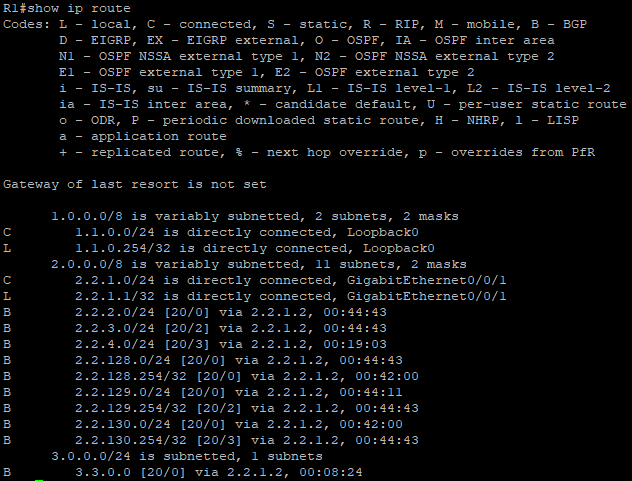 R1#show ip route
Codes: L - local, C - connected, S - static, R - RIP, M - mobile, B - BGP
D - EIGRP, EX - EIGRP external, O - OSPF, IA - OSPF inter area
N1 - OSPF NSSA external type 1, N2 - OSPF NSSA external type 2
E1 - OSPF external type 1, E2 - OSPF external type 2
i - IS-IS, su - IS-IS summary, L1 - IS-IS level-1, L2 - IS-IS level-2
ia - IS-IS inter area, * - candidate default, U - per-user static route
o - ODR, P - periodic downloaded static route, H - NHRP, l - LISP
a - application route
+ - replicated route, % - next hop override, p - overrides from PfR
Gateway of last resort is not set
1.0.0.0/8 is variably subnetted, 2 subnets, 2 masks
C 1.1.0.0/24 is directly connected, Loopback0
L 1.1.0.254/32 is directly connected, Loopback0
2.0.0.0/8 is variably subnetted, 11 subnets, 2 masks
C 2.2.1.0/24 is directly connected, GigabitEthernet0/0/1
L 2.2.1.1/32 is directly connected, GigabitEthernet0/0/1
B 2.2.2.0/24 [20/0] via 2.2.1.2, 00:44:43
B 2.2.3.0/24 [20/2] via 2.2.1.2, 00:44:43
B 2.2.4.0/24 [20/3] via 2.2.1.2, 00:19:03
B 2.2.128.0/24 [20/0] via 2.2.1.2, 00:44:43
B 2.2.128.254/32 [20/0] via 2.2.1.2, 00:42:00
B 2.2.129.0/24 [20/0] via 2.2.1.2, 00:44:11
B 2.2.129.254/32 [20/2] via 2.2.1.2, 00:44:43
B 2.2.130.0/24 [20/0] via 2.2.1.2, 00:42:00
B 2.2.130.254/32 [20/3] via 2.2.1.2, 00:44:43
3.0.0.0/24 is subnetted, 1 subnets
B 3.3.0.0 [20/0] via 2.2.1.2, 00:08:24